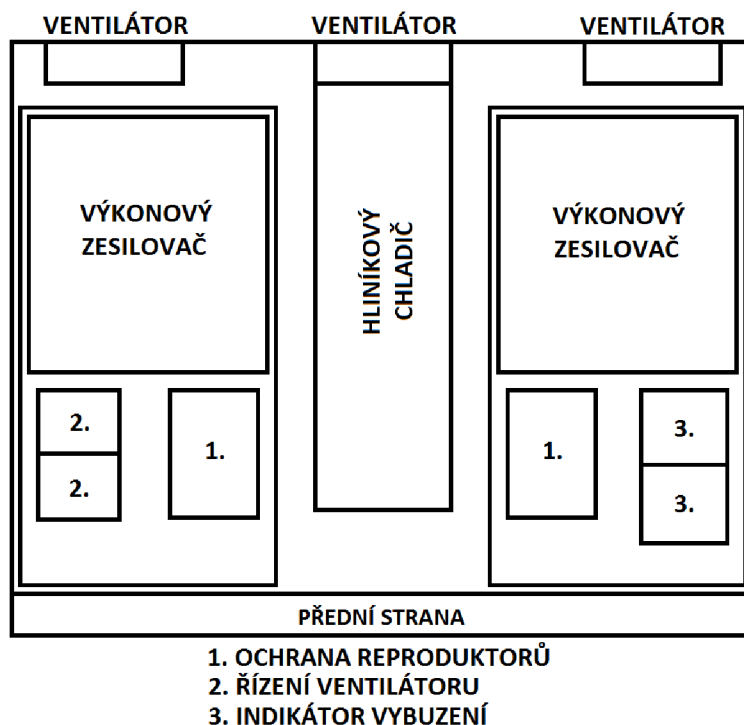 VENTILÁTOR
VENTILÁTOR
VENTILÁTOR
VÝKONOVÝ
ZESILOVAČ
HLINÍKOVÝ
CHLADIČ
VÝKONOVÝ
ZESILOVAČ
2.
2.
1.
1.
3.
3.
PŘEDNÍ STRANA
1. OCHRANA REPRODUKTORŮ
2. ŘÍZENÍ VENTILÁTORU
3. INDIKÁTOR VYBUZENÍ